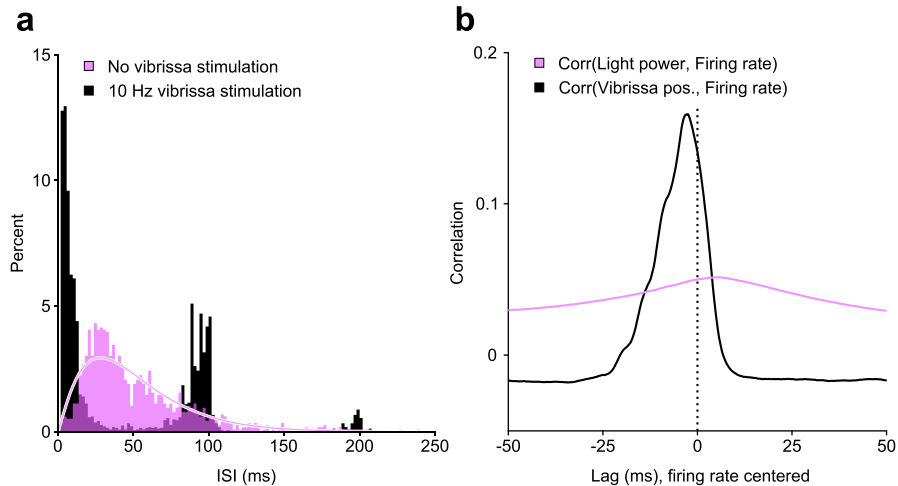 a
15
10
5
0
Percent
No vibrissa stimulation
10 Hz vibrissa stimulation
0 50 100 150 200 250
ISI (ms)
b
0.2
0.1
0
Correlation
Corr(Light power, Firing rate)
Corr(Vibrissa pos., Firing rate)
-50 -25 0 25 50
Lag (ms), firing rate centered